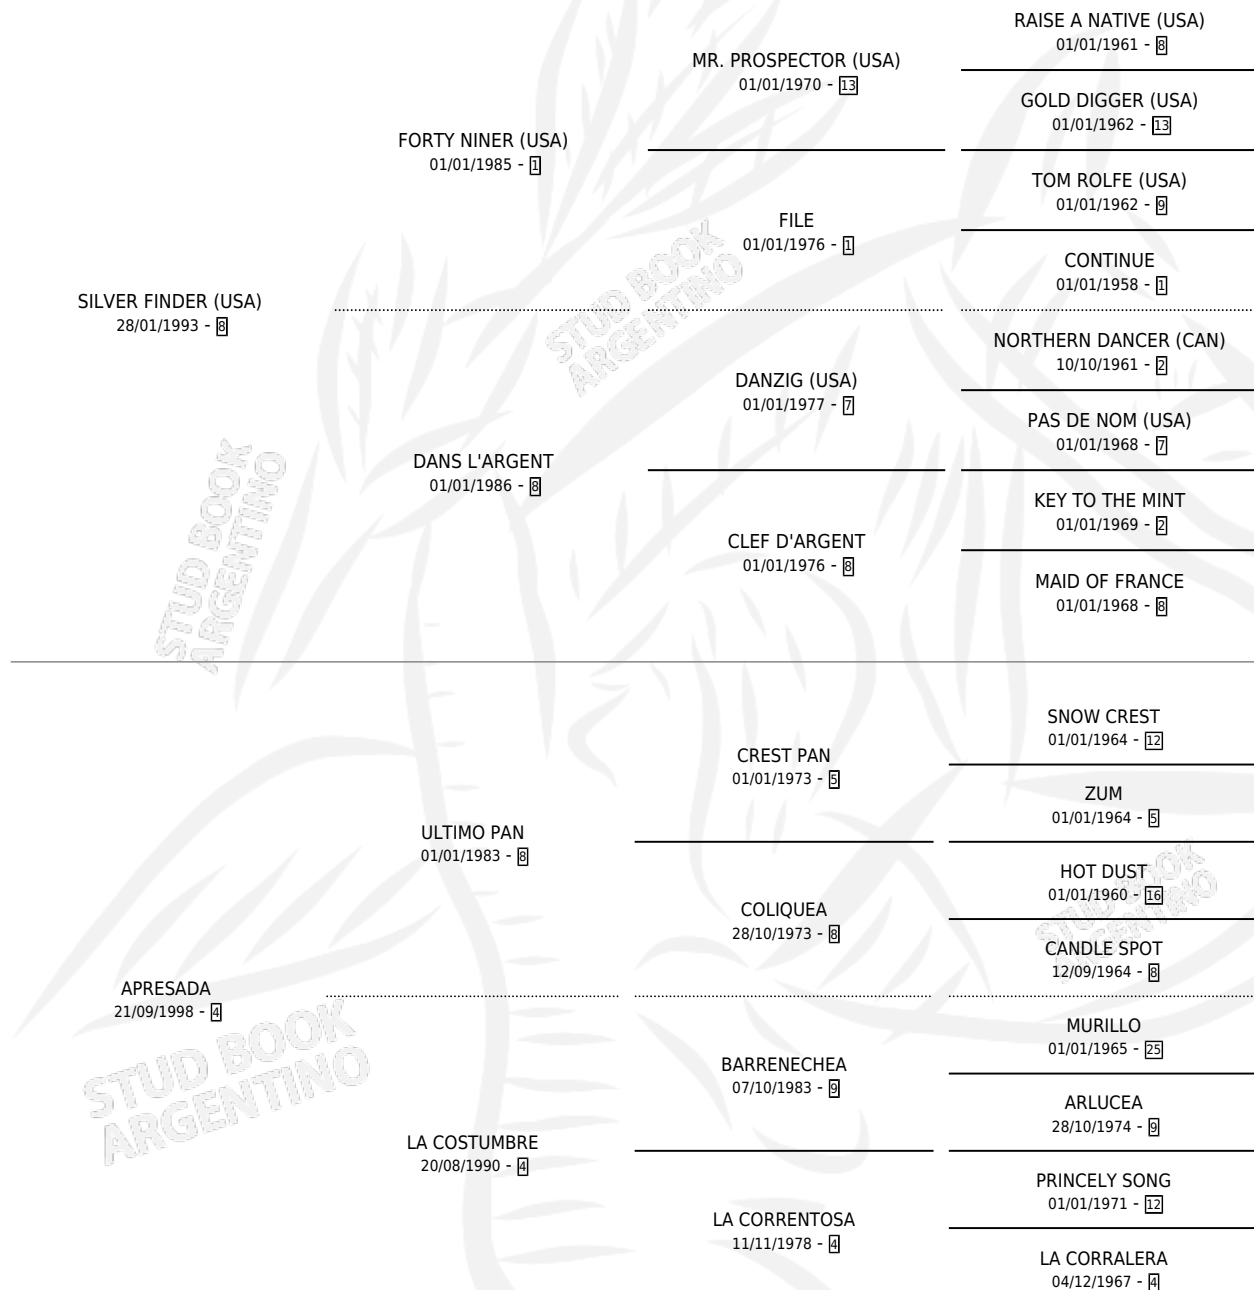 RAISE A NATIVE (USA)
01/01/1961 - 8
MR. PROSPECTOR (USA)
01/01/1970 - 13
GOLD DIGGER (USA)
01/01/1962 - 13
FORTY NINER (USA)
01/01/1985 - 1
TOM ROLFE (USA)
01/01/1962 - 9
FILE
01/01/1976 - 1
CONTINUE
01/01/1958 - 1
SILVER FINDER (USA)
28/01/1993 - 8
NORTHERN DANCER (CAN)
10/10/1961 - 2
DANZIG (USA)
01/01/1977 - 7
PAS DE NOM (USA)
01/01/1968 - 7
DANS L'ARGENT
01/01/1986 - 8
KEY TO THE MINT
01/01/1969 - 2
CLEF D'ARGENT
01/01/1976 - 8
MAID OF FRANCE
01/01/1968 - 8
SNOW CREST
01/01/1964 - 12
CREST PAN
01/01/1973 - 5
ZUM
01/01/1964 - 5
ULTIMO PAN
01/01/1983 - 8
HOT DUST
01/01/1960 - 16
COLIQUEA
28/10/1973 - 8
CANDLE SPOT
12/09/1964 - 8
APRESADA
21/09/1998 - 4
MURILLO
01/01/1965 - 25
BARRENECHEA
07/10/1983 - 9
ARLUCEA
28/10/1974 - 9
LA COSTUMBRE
20/08/1990 - 4
PRINCELY SONG
01/01/1971 - 12
LA CORRENTOSA
11/11/1978 - 4
LA CORRALERA
04/12/1967 - 4
STUD BOOK
ARGENTINO
STUD BOOK
ARGENTINO
STUD BOOK
ARGENTINO
STUD BOOK
ARGENTINO